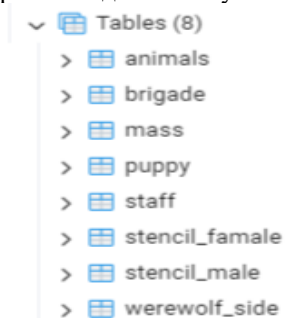 Tables (8)
animals
brigade
mass
puppy
staff
stencil_famale
stencil_male
werewolf_side